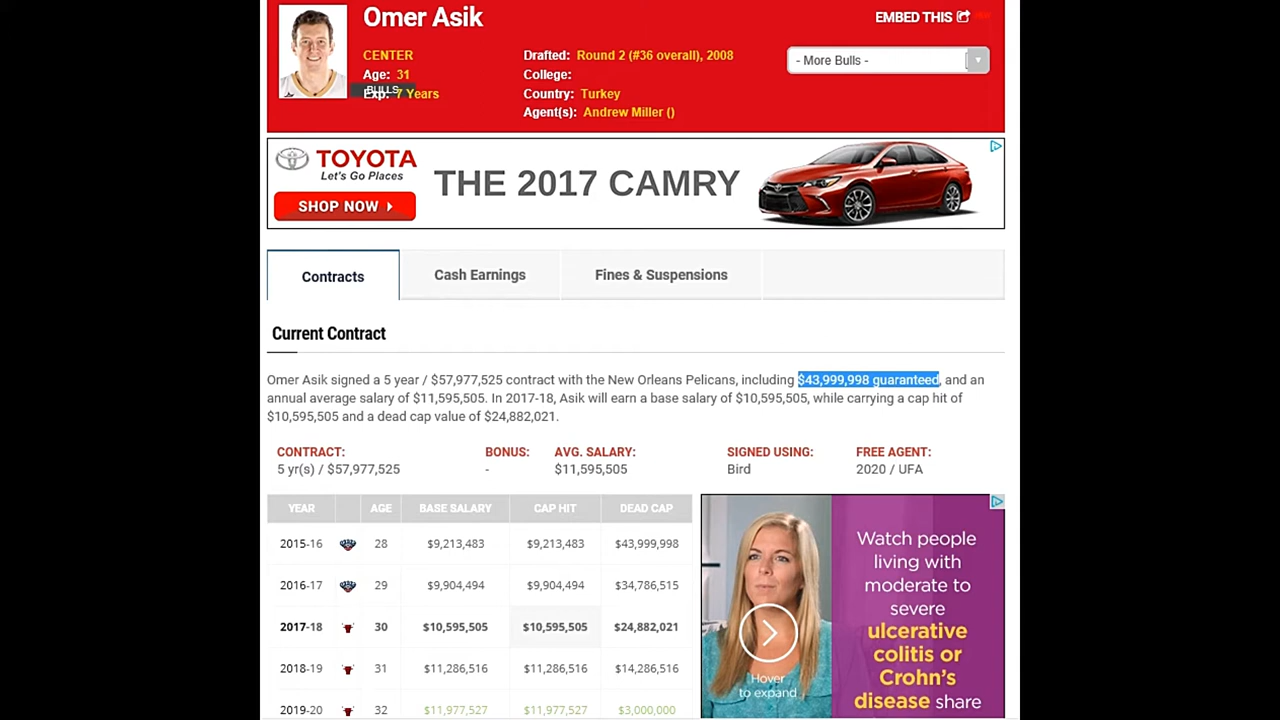 Omer Asik
EMBED THIS
CENTER
Age: 31
BULLS
Exp: 7 Years
Drafted: Round 2 (#36 overall), 2008
College:
Country: Turkey
Agent(s): Andrew Miller ()
- More Bulls -
TOYOTA
Let's Go Places
SHOP NOW
THE 2017 CAMRY
Contracts
Cash Earnings
Fines & Suspensions
Current Contract
Omer Asik signed a 5 year / $57,977,525 contract with the New Orleans Pelicans, including $43,999,998 guaranteed, and an
annual average salary of $11,595,505. In 2017-18, Asik will earn a base salary of $10,595,505, while carrying a cap hit of
$10,595,505 and a dead cap value of $24,882,021.
CONTRACT: BONUS: AVG. SALARY: SIGNED USING: FREE AGENT:
5 yr(s) / $57,977,525 - $11,595,505 Bird 2020 / UFA
YEAR AGE BASE SALARY CAP HIT DEAD CAP
2015-16 28 $9,213,483 $9,213,483 $43,999,998
2016-17 29 $9,904,494 $9,904,494 $34,786,515
2017-18 30 $10,595,505 $10,595,505 $24,882,021
2018-19 31 $11,286,516 $11,286,516 $14,286,516
2019-20 32 $11,977,527 $11,977,527 $3,000,000
Hover
to expand
Watch people
living with
moderate to
severe
ulcerative
colitis or
Crohn's
disease share